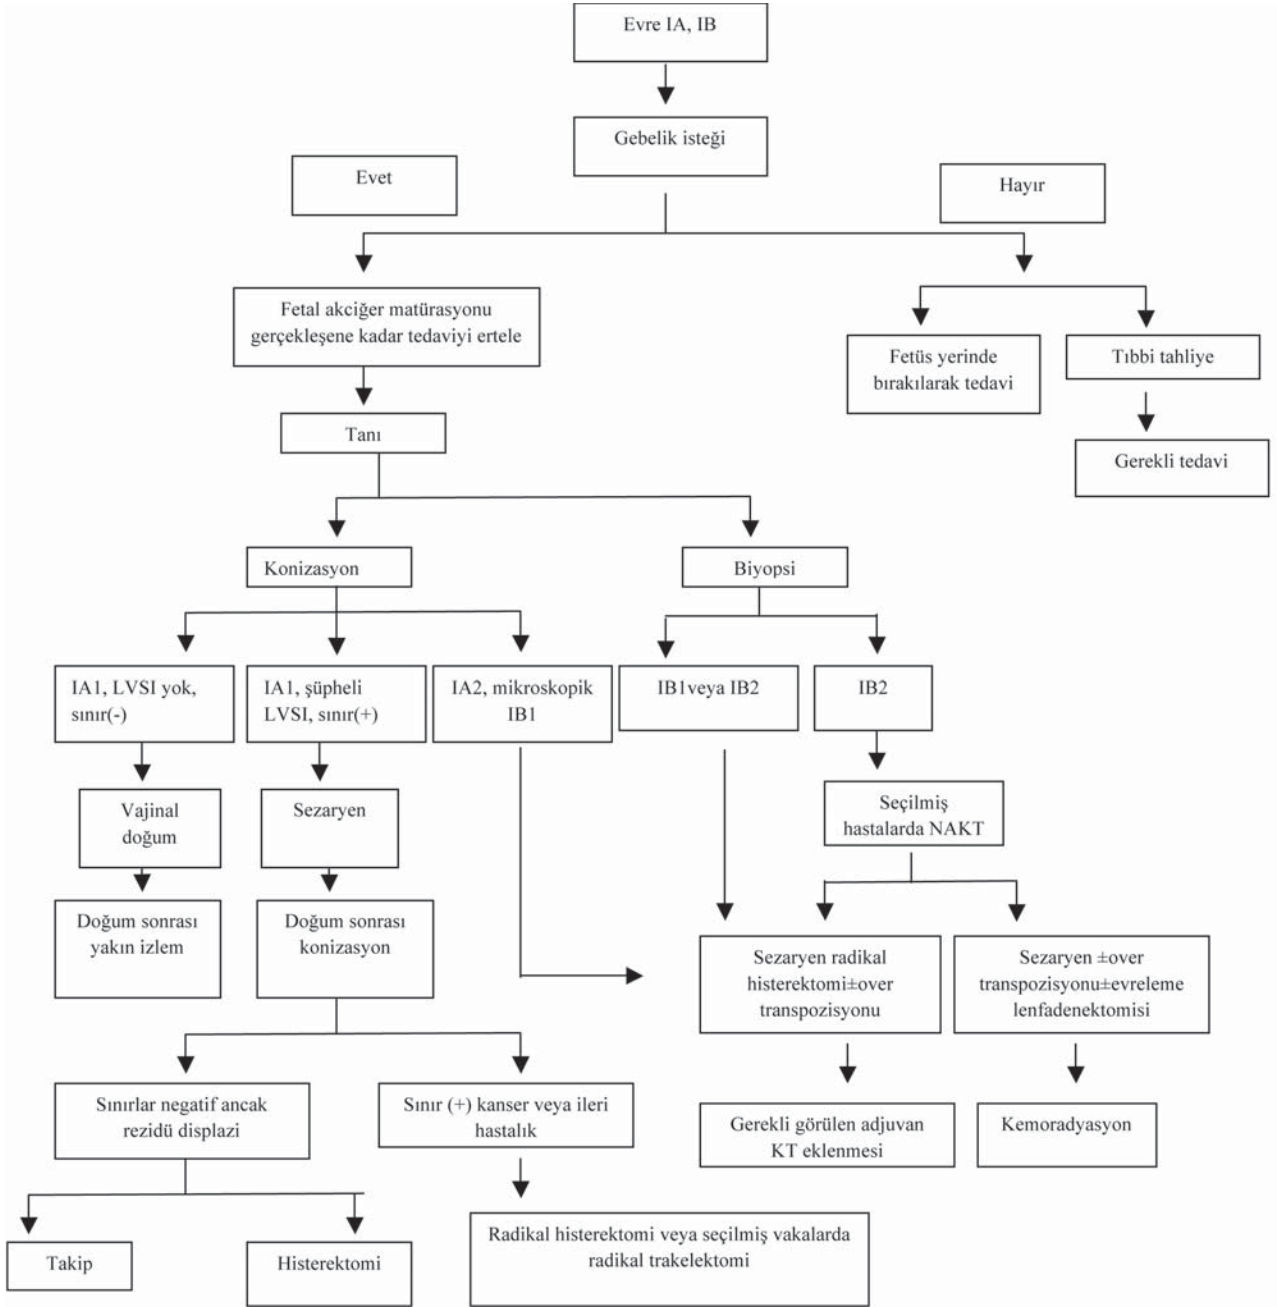 Evre IA, IB
Gebelik isteği
Evet
Hayır
Fetal akciğer matürasyonu
gerçekleşene kadar tedaviyi ertele
Fetüs yerinde
bırakılarak tedavi
Tıbbi tahliye
Gerekli tedavi
Tanı
Konizasyon
Biyopsi
IA1, LVSI yok,
sınır(-)
IA1, şüpheli
LVSI, sınır(+)
IA2, mikroskopik
IB1
IB1veya IB2
IB2
Vajinal
doğum
Sezaryen
Seçilmiş
hastalarda NAKT
Doğum sonrası
yakın izlem
Doğum sonrası
konizasyon
Sezaryen radikal
histerektomi±over
transpozisyonu
Sezaryen ±over
transpozisyonu±evreleme
lenfadenektomisi
Sınırlar negatif ancak
rezidü displazi
Sınır (+) kanser veya ileri
hastalık
Gerekli görülen adjuvan
KT eklenmesi
Kemoradyasyon
Takip
Histerektomi
Radikal histerektomi veya seçilmiş vakalarda
radikal trakelektomi